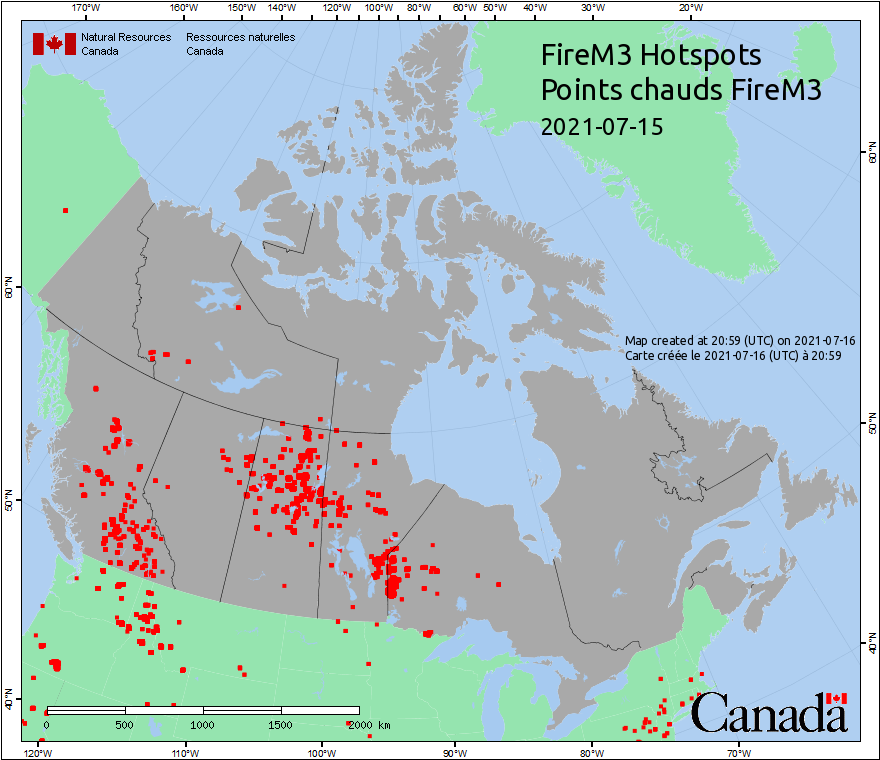 170°W 160°W 150°W 140°W 120°W 100°W 80°W 60°W 50°W 40°W 30°W 20°W
Natural Resources Ressources naturelles
Canada Canada
FireM3 Hotspots
Points chauds FireM3
2021-07-15
60°N
60°N
Map created at 20:59 (UTC) on 2021-07-16
Carte créée le 2021-07-16 (UTC) à 20:59
50°N
50°N
40°N
40°N
Canada
0 500 1000 1500 2000 km
120°W 110°W 100°W 90°W 80°W 70°W